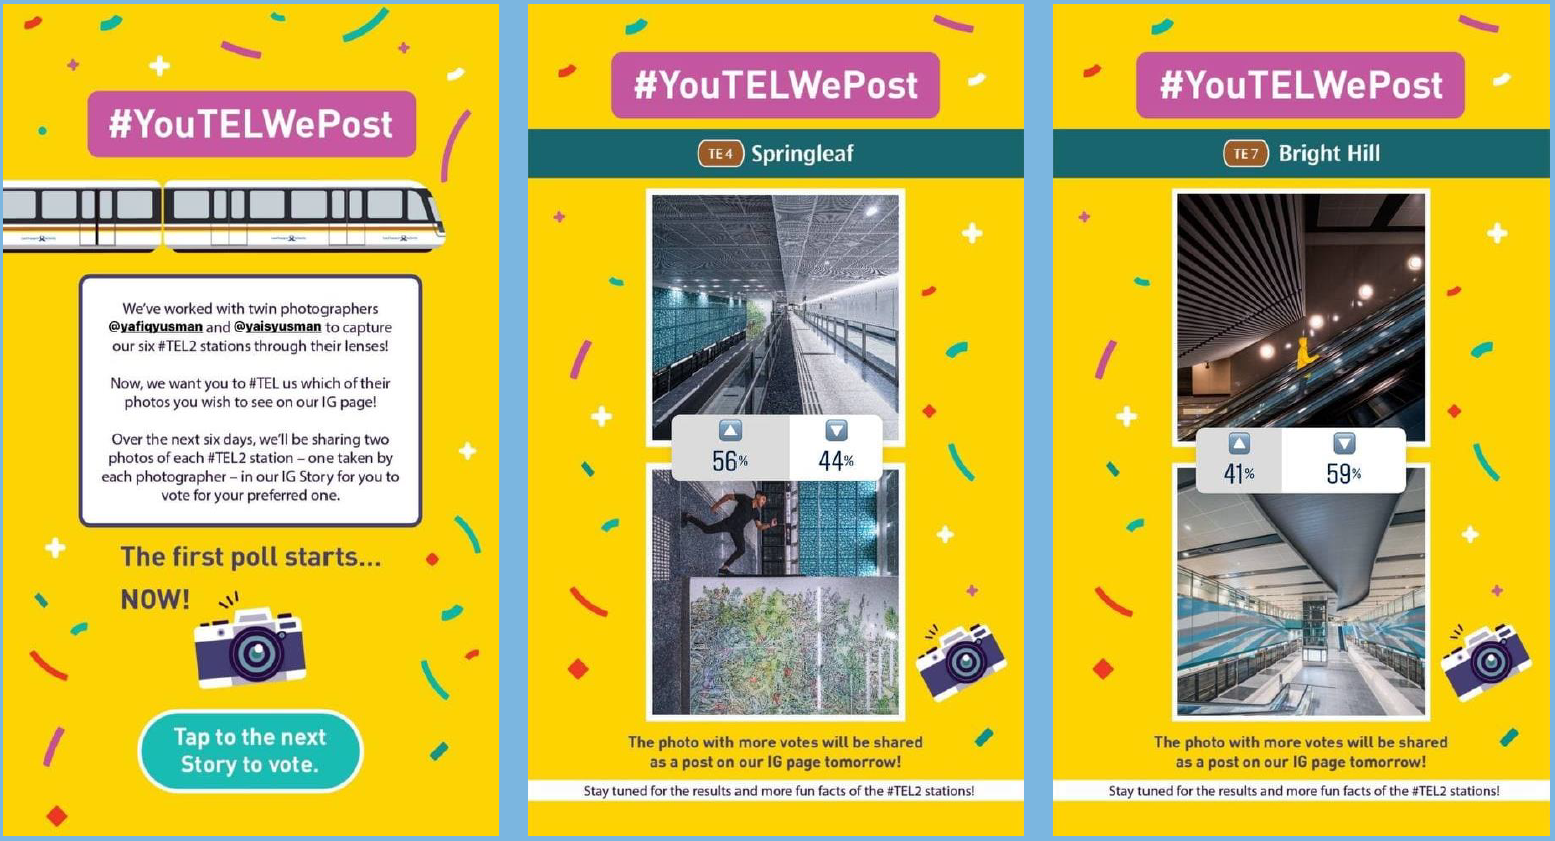 #YouTELWePost
We've worked with twin photographers
@yafiqyusman and @yaisyusman to capture
our six #TEL2 stations through their lenses!
Now, we want you to #TEL us which of their
photos you wish to see on our IG page!
Over the next six days, we'll be sharing two
photos of each #TEL2 station – one taken by
each photographer – in our IG Story for you to
vote for your preferred one.
The first poll starts...
NOW!
Tap to the next
Story to vote.
#YouTELWePost
TE4 Springleaf
56% 44%
The photo with more votes will be shared
as a post on our IG page tomorrow!
Stay tuned for the results and more fun facts of the #TEL2 stations!
#YouTELWePost
TE7 Bright Hill
41% 59%
The photo with more votes will be shared
as a post on our IG page tomorrow!
Stay tuned for the results and more fun facts of the #TEL2 stations!